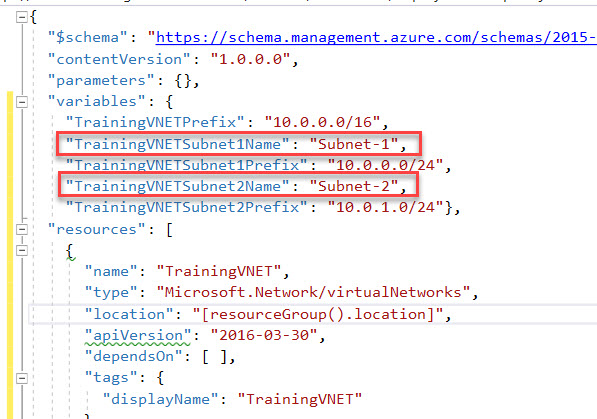 {
"$schema": "https://schema.management.azure.com/schemas/2015-
"contentVersion": "1.0.0.0",
"parameters": {},
"variables": {
"TrainingVNETPrefix": "10.0.0.0/16",
"TrainingVNETSubnet1Name": "Subnet-1",
"TrainingVNETSubnet1Prefix": "10.0.0.0/24",
"TrainingVNETSubnet2Name": "Subnet-2",
"TrainingVNETSubnet2Prefix": "10.0.1.0/24"},
"resources": [
{
"name": "TrainingVNET",
"type": "Microsoft.Network/virtualNetworks",
"location": "[resourceGroup().location]",
"apiVersion": "2016-03-30",
"dependsOn": [ ],
"tags": {
"displayName": "TrainingVNET"